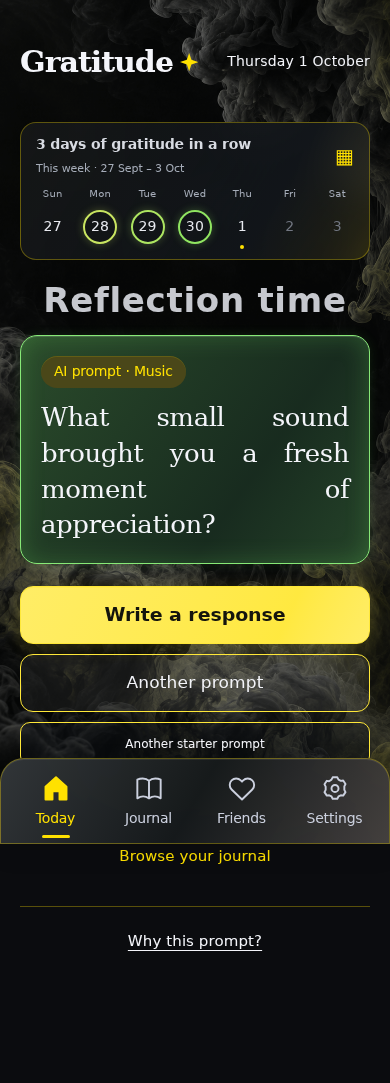 Gratitude
Thursday 1 October
3 days of gratitude in a row
This week · 27 Sept – 3 Oct
Sun Mon Tue Wed Thu Fri Sat
27 28 29 30 1 2 3
Reflection time
AI prompt · Music
What small sound
brought you a fresh
moment of
appreciation?
Write a response
Another prompt
Another starter prompt
Today Journal Friends Settings
Browse your journal
Why this prompt?